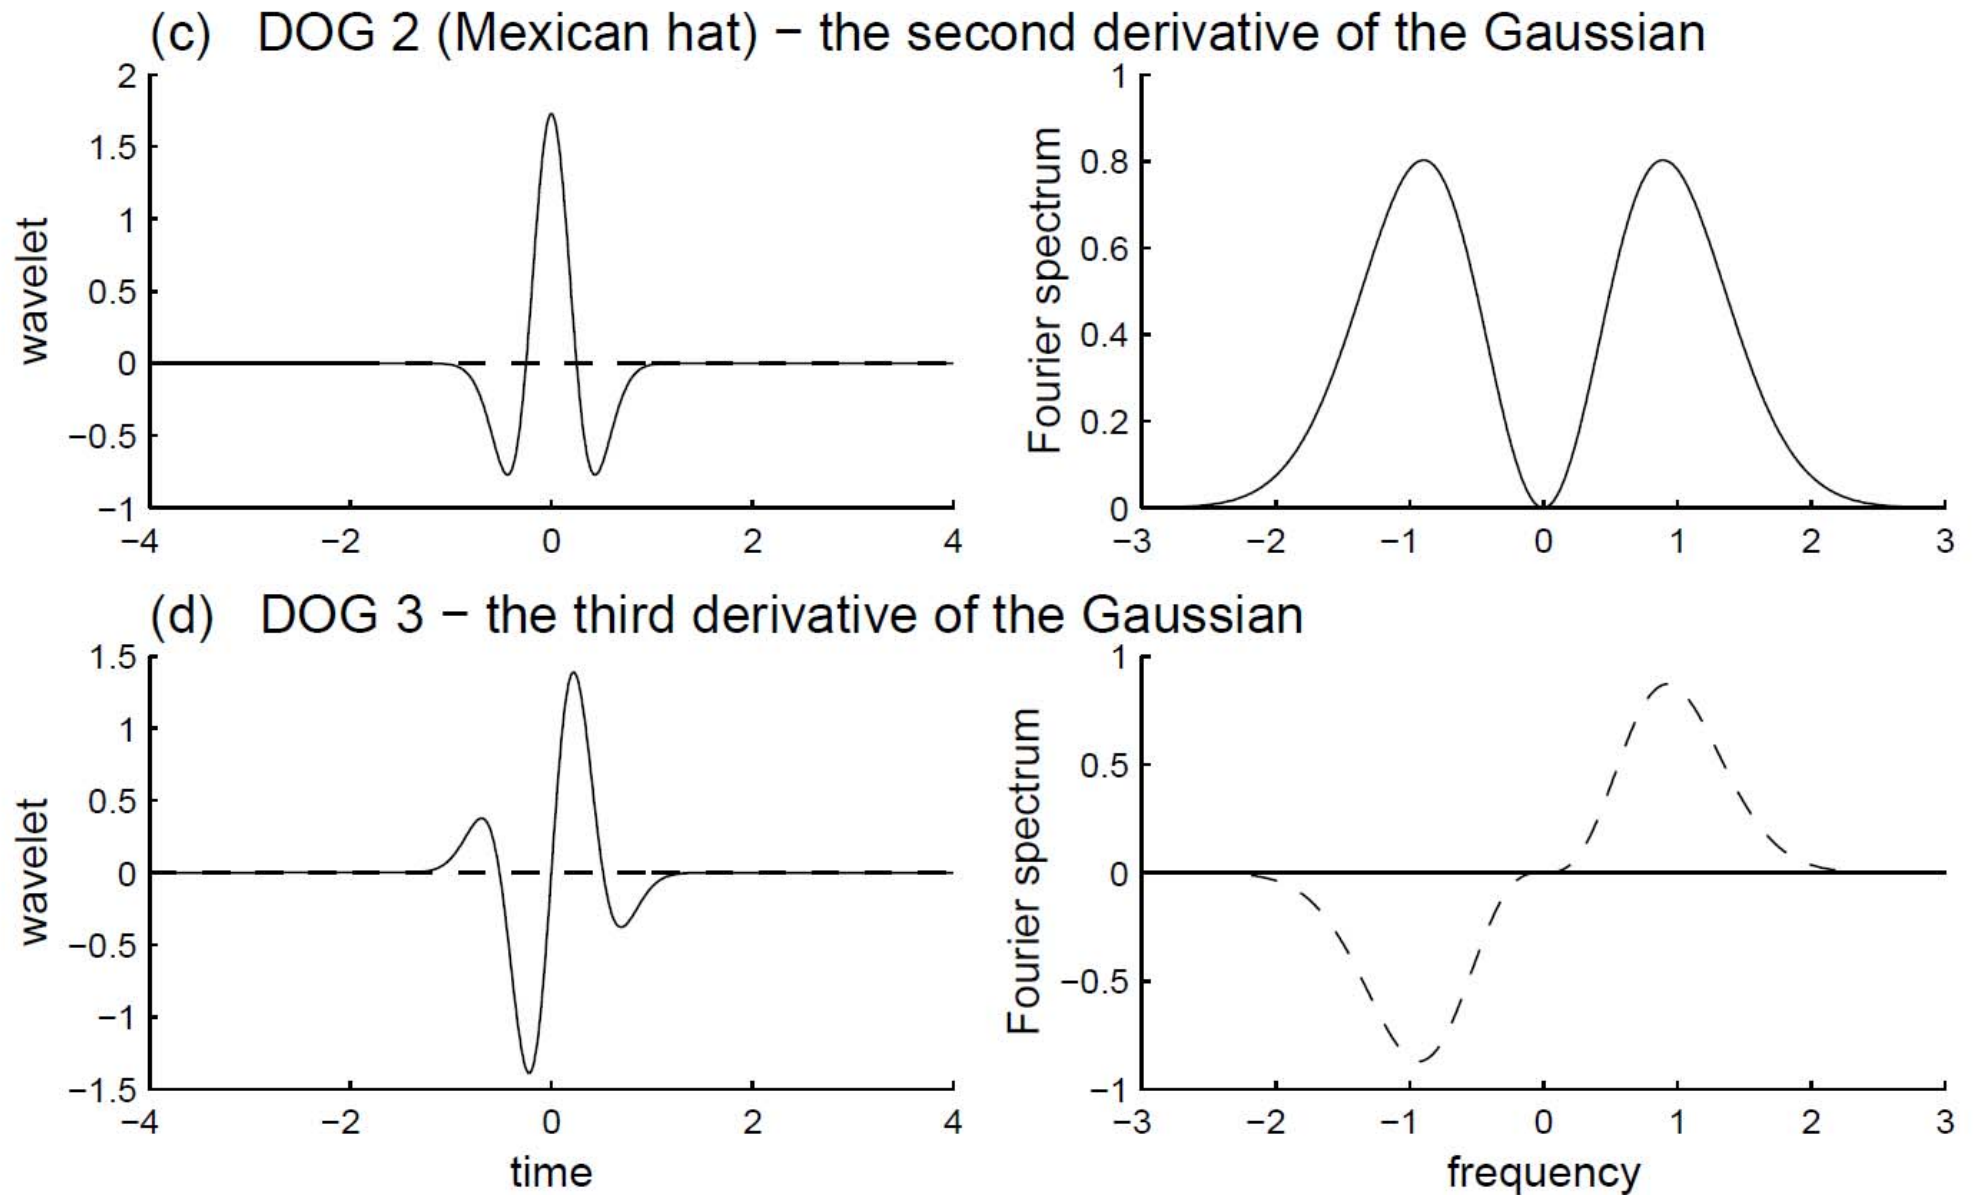 (c) DOG 2 (Mexican hat) − the second derivative of the Gaussian
2
1.5
1
0.5
0
−0.5
−1
wavelet
−4 −2 0 2 4
1
0.8
0.6
0.4
0.2
0
Fourier spectrum
−3 −2 −1 0 1 2 3
(d) DOG 3 − the third derivative of the Gaussian
1.5
1
0.5
0
−0.5
−1
−1.5
wavelet
−4 −2 0 2 4
time
1
0.5
0
−0.5
−1
Fourier spectrum
−3 −2 −1 0 1 2 3
frequency